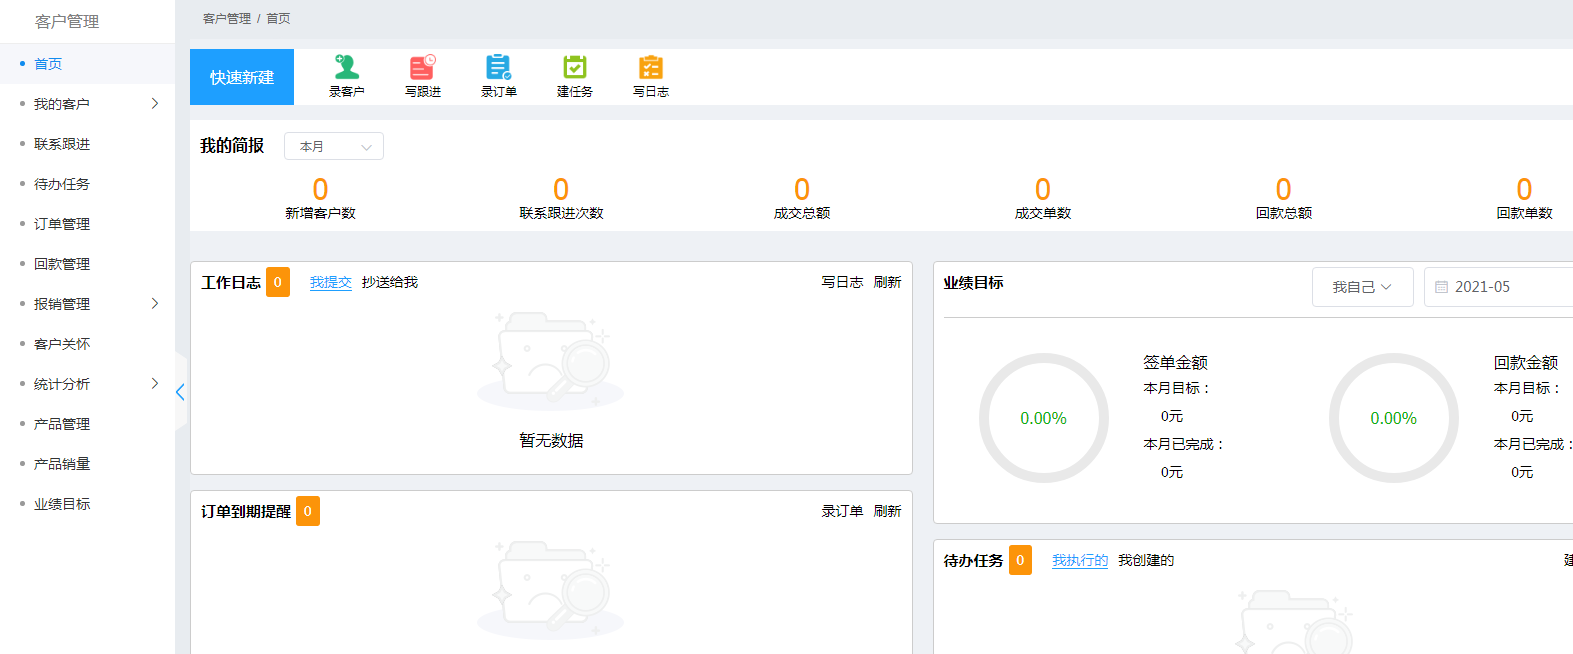 客户管理
首页
我的客户
联系跟进
待办任务
订单管理
回款管理
报销管理
客户关怀
统计分析
产品管理
产品销量
业绩目标
客户管理 / 首页
快速新建
录客户
写跟进
录订单
建任务
写日志
我的简报 本月
0 0 0 0 0 0
新增客户数 联系跟进次数 成交总额 成交单数 回款总额 回款单数
工作日志 0 我提交 抄送给我 写日志 刷新
暂无数据
订单到期提醒 0 录订单 刷新
业绩目标 我自己 2021-05
0.00%
签单金额
本月目标：
0元
本月已完成：
0元
0.00%
回款金额
本月目标：
0元
本月已完成：
0元
待办任务 0 我执行的 我创建的